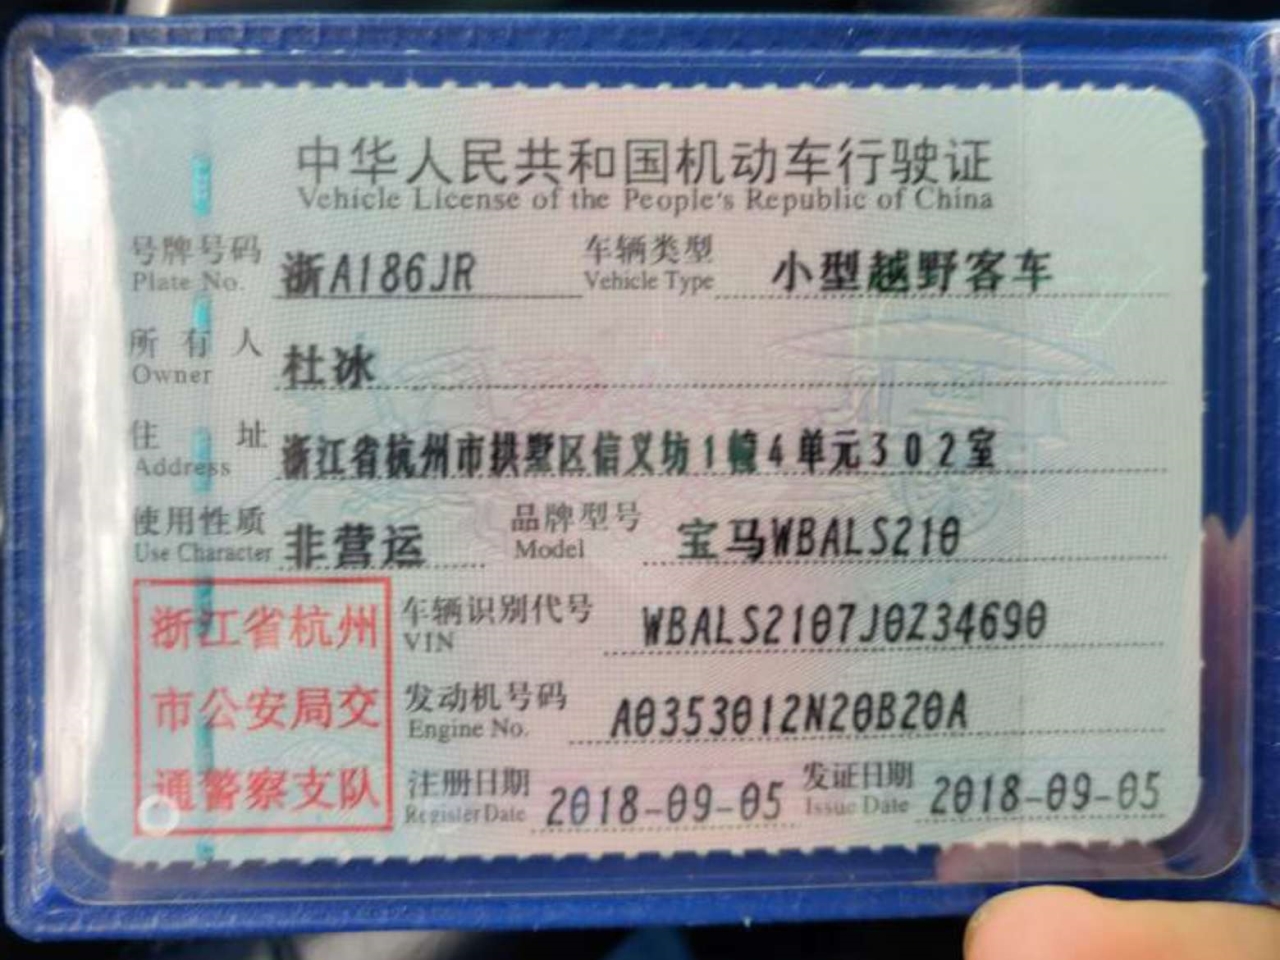 中华人民共和国机动车行驶证
Vehicle License of the People's Republic of China
号牌号码 浙A186JR 车辆类型 小型越野客车
Plate No. Vehicle Type
所有人 杜冰
Owner
住址 浙江省杭州市拱墅区信义坊1幢4单元302室
Address
使用性质 非营运 品牌型号 宝马WBALS210
Use Character Model
浙江省杭州
市公安局交
通警察支队
车辆识别代号 WBALS2107J0Z34690
VIN
发动机号码 A0353012N20B20A
Engine No.
注册日期 2018-09-05 发证日期 2018-09-05
Register Date Issue Date